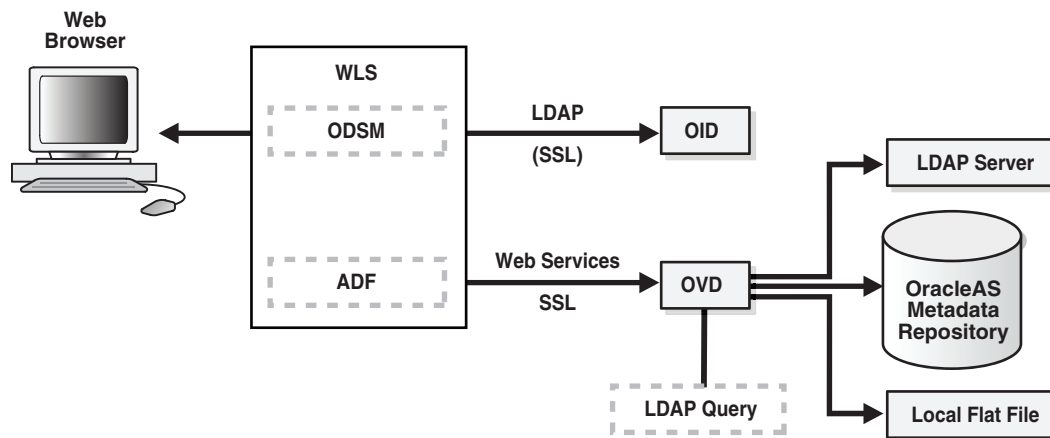 Web
Browser
WLS
ODSM
ADF
LDAP
(SSL)
OID
Web Services
SSL
OVD
LDAP Query
LDAP Server
OracleAS
Metadata
Repository
Local Flat File